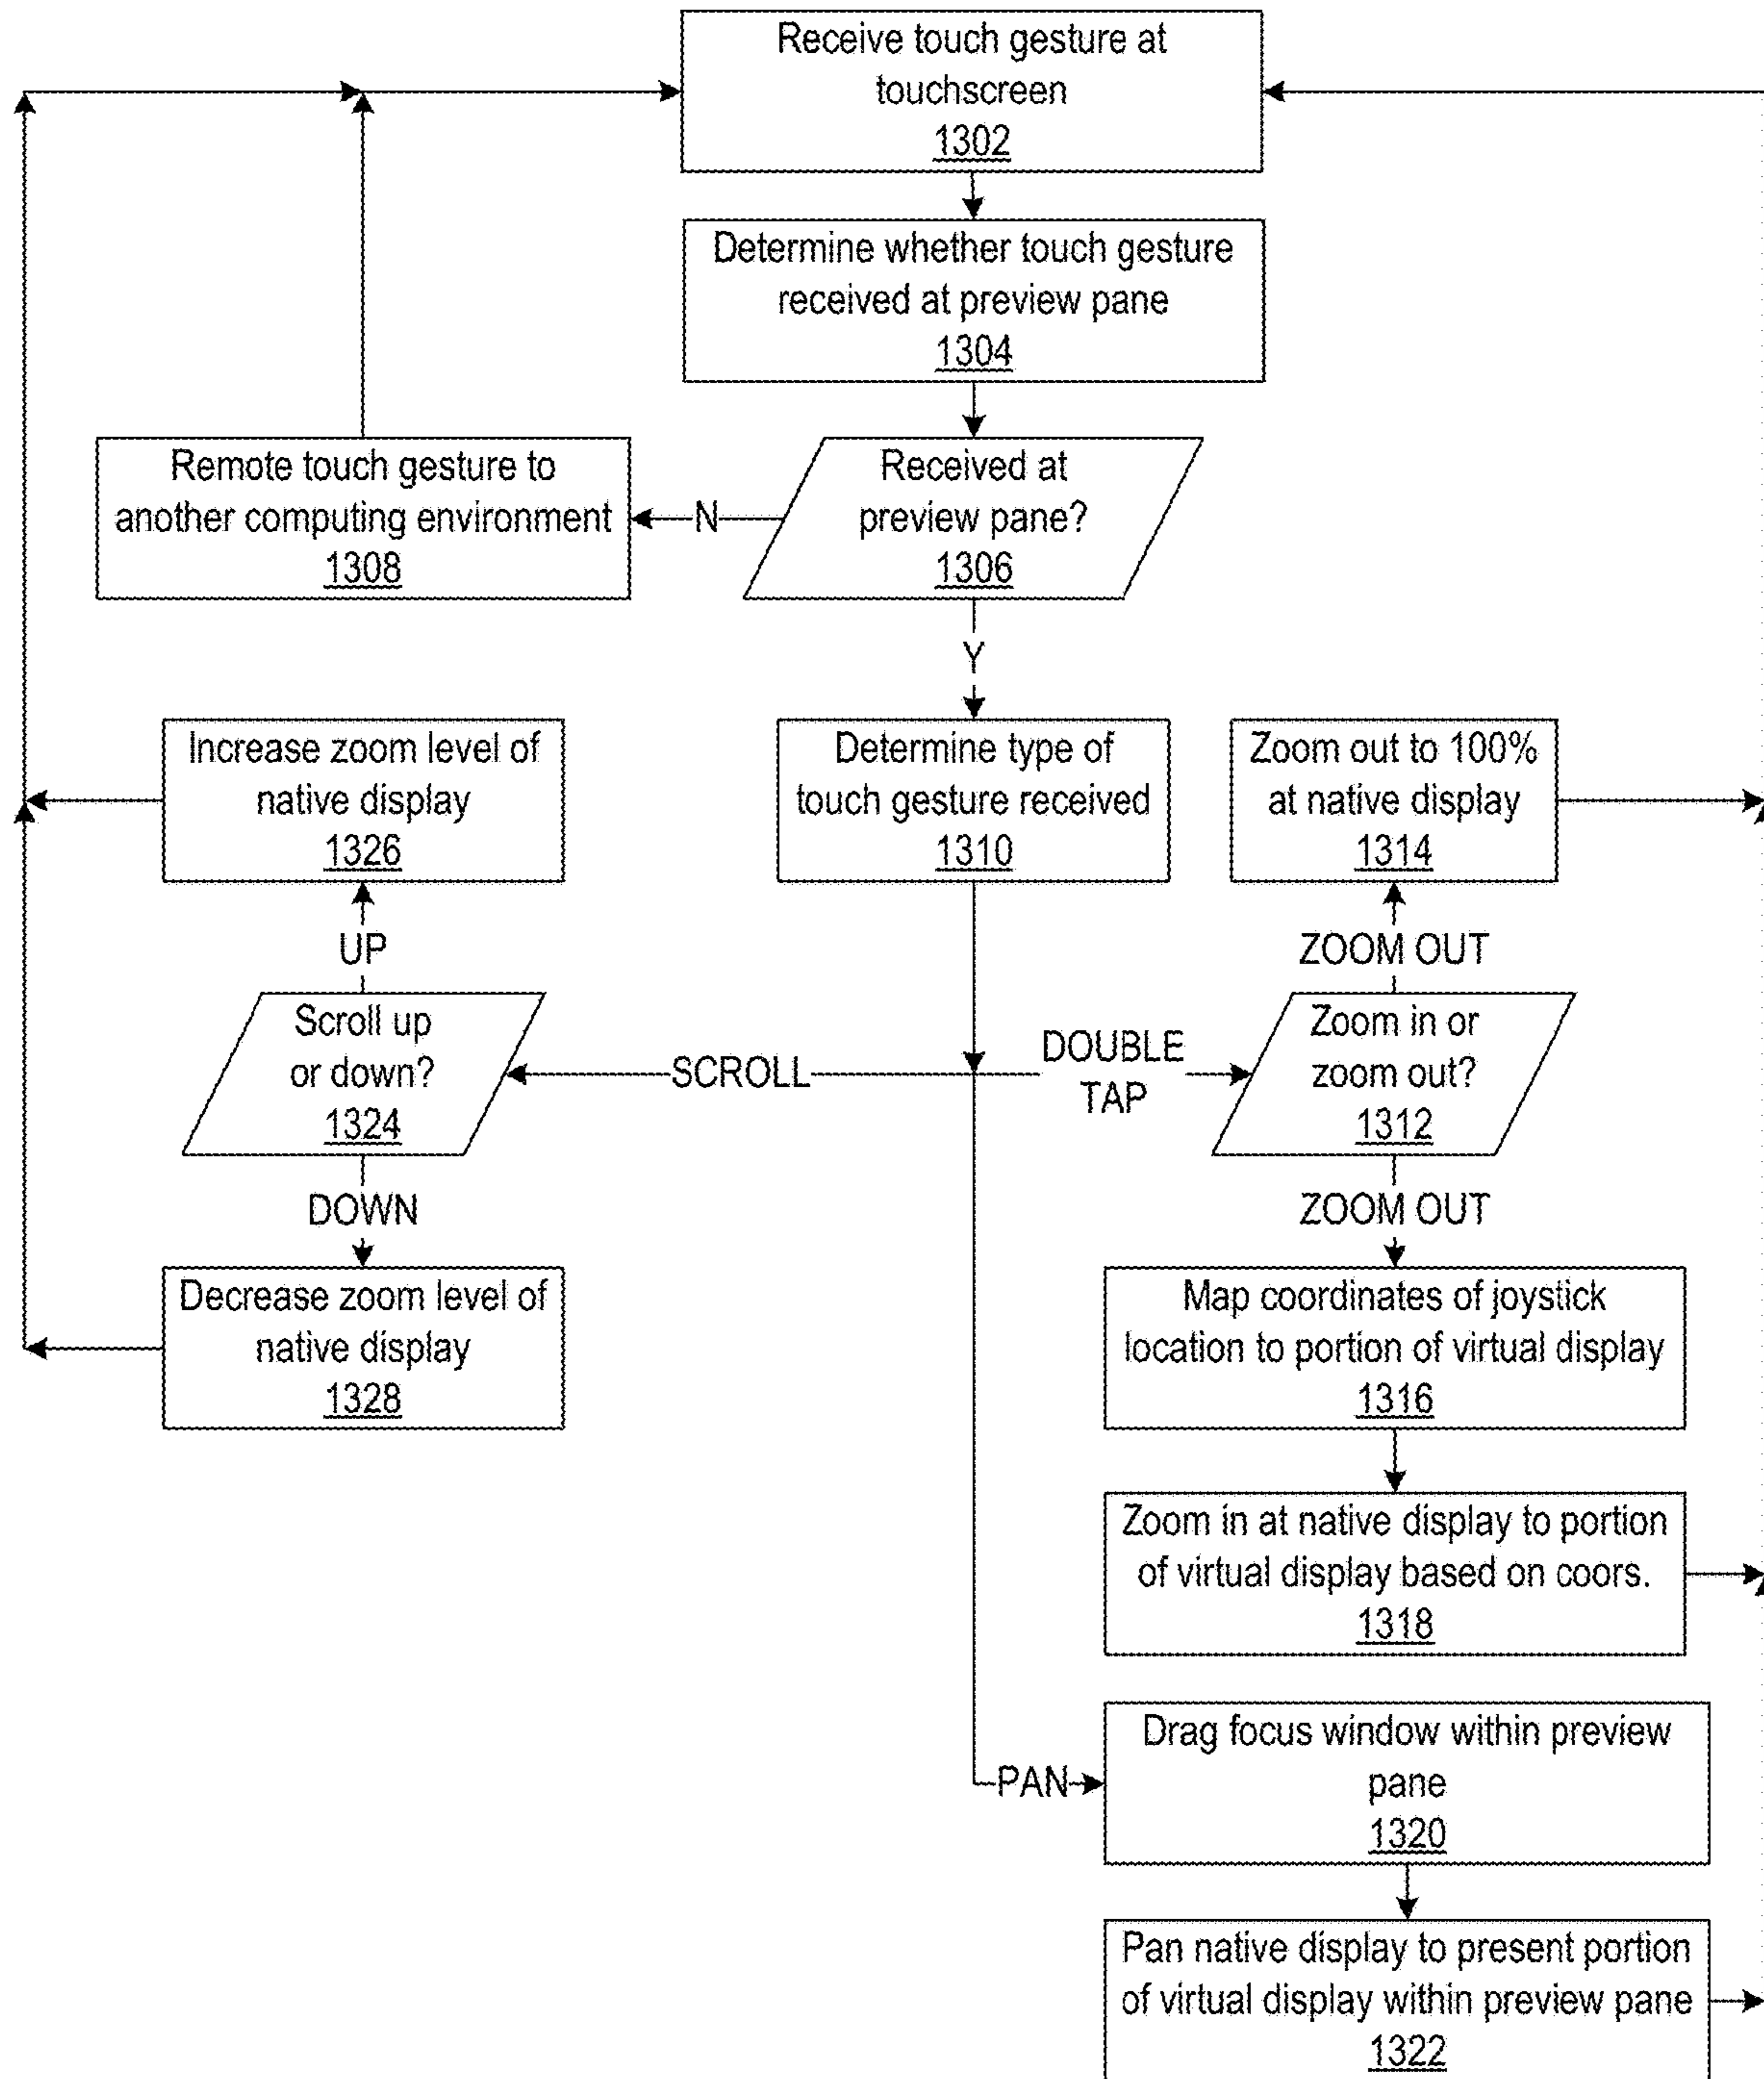 Receive touch gesture at
touchscreen
1302
Determine whether touch gesture
received at preview pane
1304
Remote touch gesture to
another computing environment
1308
N
Received at
preview pane?
1306
Y
Increase zoom level of
native display
1326
Determine type of
touch gesture received
1310
Zoom out to 100%
at native display
1314
UP
ZOOM OUT
Scroll up
or down?
1324
SCROLL
DOUBLE
TAP
Zoom in or
zoom out?
1312
DOWN
ZOOM OUT
Decrease zoom level of
native display
1328
Map coordinates of joystick
location to portion of virtual display
1316
Zoom in at native display to portion
of virtual display based on coors.
1318
PAN
Drag focus window within preview
pane
1320
Pan native display to present portion
of virtual display within preview pane
1322